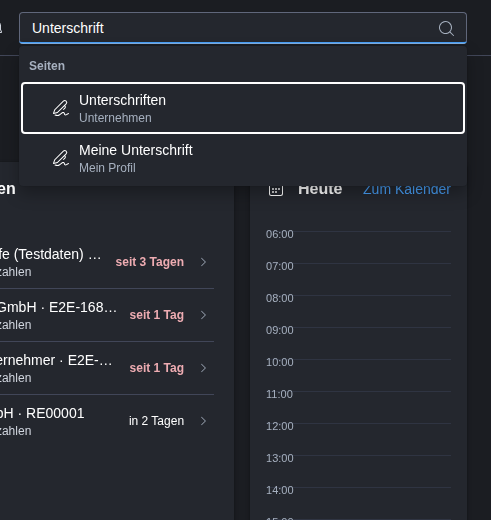 Unterschrift
Seiten
Unterschriften
Unternehmen
Meine Unterschrift
Mein Profil
en
Heute Zum Kalender
fe (Testdaten) … seit 3 Tagen
zahlen
GmbH · E2E-168… seit 1 Tag
zahlen
ernehmer · E2E-… seit 1 Tag
zahlen
bH · RE00001 in 2 Tagen
zahlen
06:00
07:00
08:00
09:00
10:00
11:00
12:00
13:00
14:00